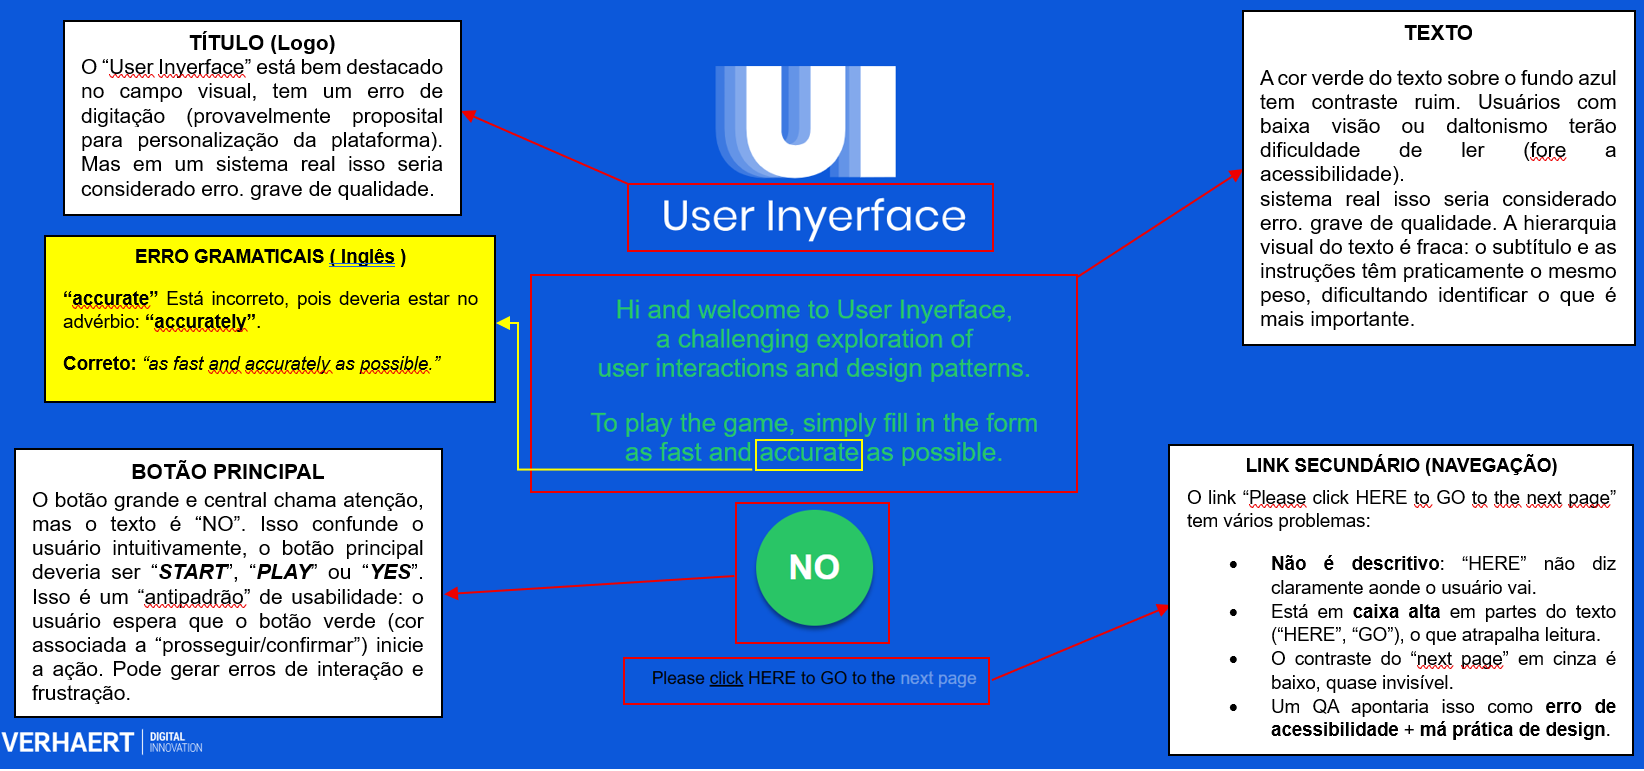 TÍTULO (Logo)
O “User Inyerface” está bem destacado
no campo visual, tem um erro de
digitação (provavelmente proposital
para personalização da plataforma).
Mas em um sistema real isso seria
considerado erro. grave de qualidade.
ERRO GRAMATICAIS ( Inglês )
“accurate” Está incorreto, pois deveria estar no
advérbio: “accurately”.
Correto: “as fast and accurately as possible.”
BOTÃO PRINCIPAL
O botão grande e central chama atenção,
mas o texto é “NO”. Isso confunde o
usuário intuitivamente, o botão principal
deveria ser “START”, “PLAY” ou “YES”.
Isso é um “antipadrão” de usabilidade: o
usuário espera que o botão verde (cor
associada a “prosseguir/confirmar”) inicie
a ação. Pode gerar erros de interação e
frustração.
VERHAERT
DIGITAL
INNOVATION
UI
User Inyerface
Hi and welcome to User Inyerface,
a challenging exploration of
user interactions and design patterns.
To play the game, simply fill in the form
as fast and accurate as possible.
NO
Please click HERE to GO to the next page
TEXTO
A cor verde do texto sobre o fundo azul
tem contraste ruim. Usuários com
baixa visão ou daltonismo terão
dificuldade de ler (fore a
acessibilidade).
sistema real isso seria considerado
erro. grave de qualidade. A hierarquia
visual do texto é fraca: o subtítulo e as
instruções têm praticamente o mesmo
peso, dificultando identificar o que é
mais importante.
LINK SECUNDÁRIO (NAVEGAÇÃO)
O link “Please click HERE to GO to the next page”
tem vários problemas:
• Não é descritivo: “HERE” não diz
claramente aonde o usuário vai.
• Está em caixa alta em partes do texto
(“HERE”, “GO”), o que atrapalha leitura.
• O contraste do “next page” em cinza é
baixo, quase invisível.
• Um QA apontaria isso como erro de
acessibilidade + má prática de design.